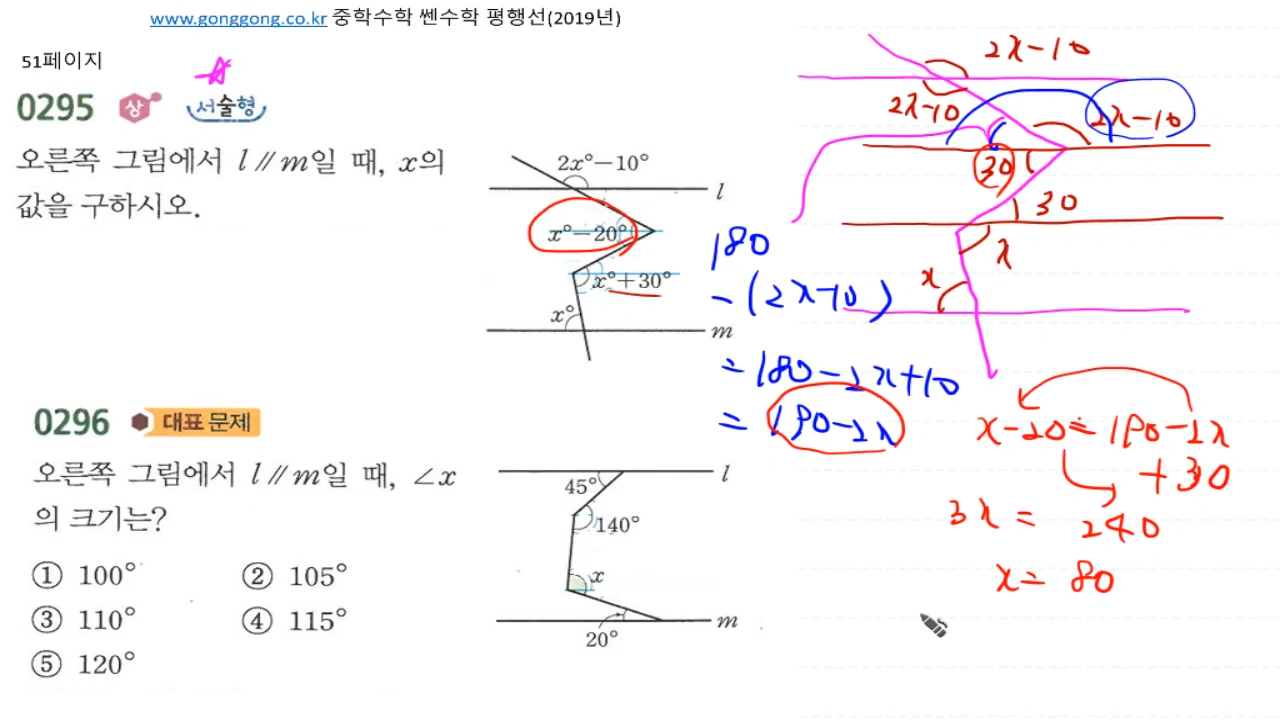 www.gonggong.co.kr 중학수학 쎈수학 평행선(2019년)
51페이지
0295 상 서술형
오른쪽 그림에서 l∥m일 때, x의
값을 구하시오.
2x°−10°
l
x°−20°
x°+30°
x°
m
0296 대표 문제
오른쪽 그림에서 l∥m일 때, ∠x
의 크기는?
① 100° ② 105°
③ 110° ④ 115°
⑤ 120°
45°
l
140°
x
m
20°
2x-10
2x-10
2x-10
30
30
x
x
180
-(2x-10)
=180-2x+10
=190-2x
x-20=190-2x
+30
3x=240
x=80